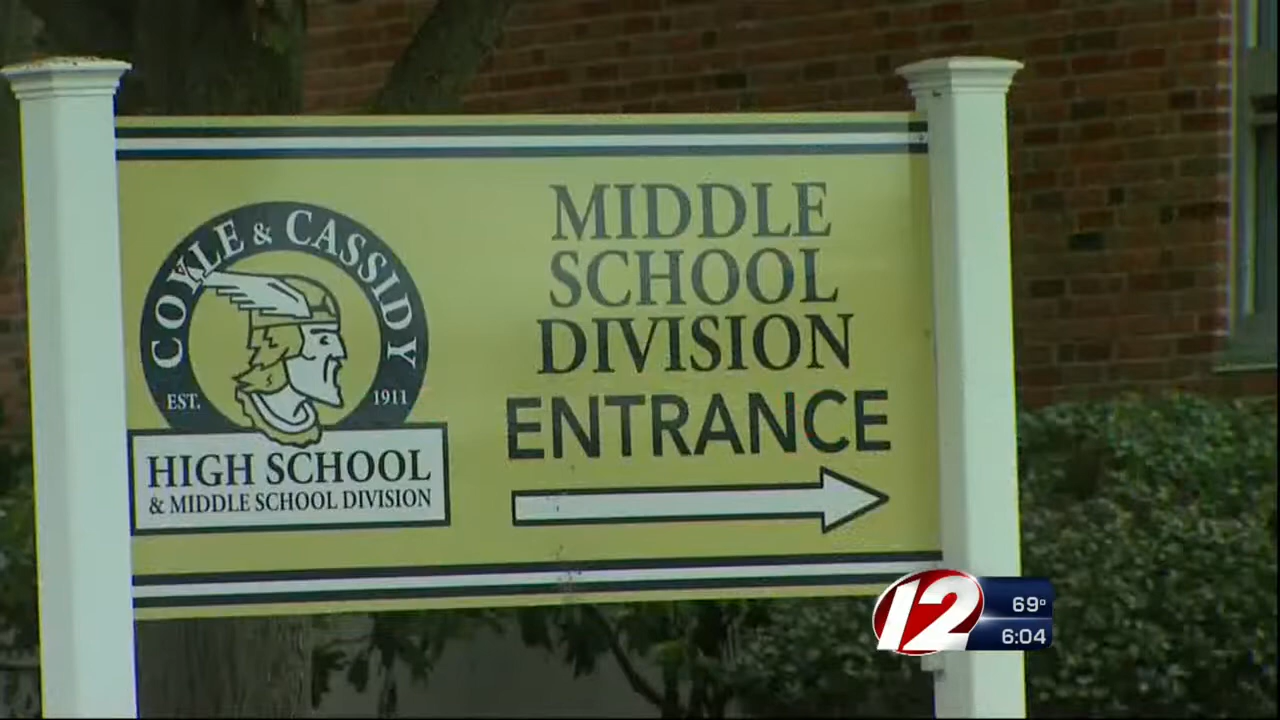 COYLE & CASSIDY
EST. 1911
HIGH SCHOOL
& MIDDLE SCHOOL DIVISION
MIDDLE
SCHOOL
DIVISION
ENTRANCE
12
69°
6:04